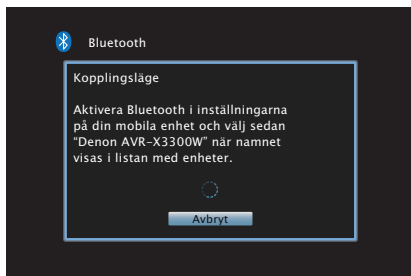 Bluetooth
Kopplingsläge
Aktivera Bluetooth i inställningarna
på din mobila enhet och välj sedan
“Denon AVR-X3300W” när namnet
visas i listan med enheter.
Avbryt